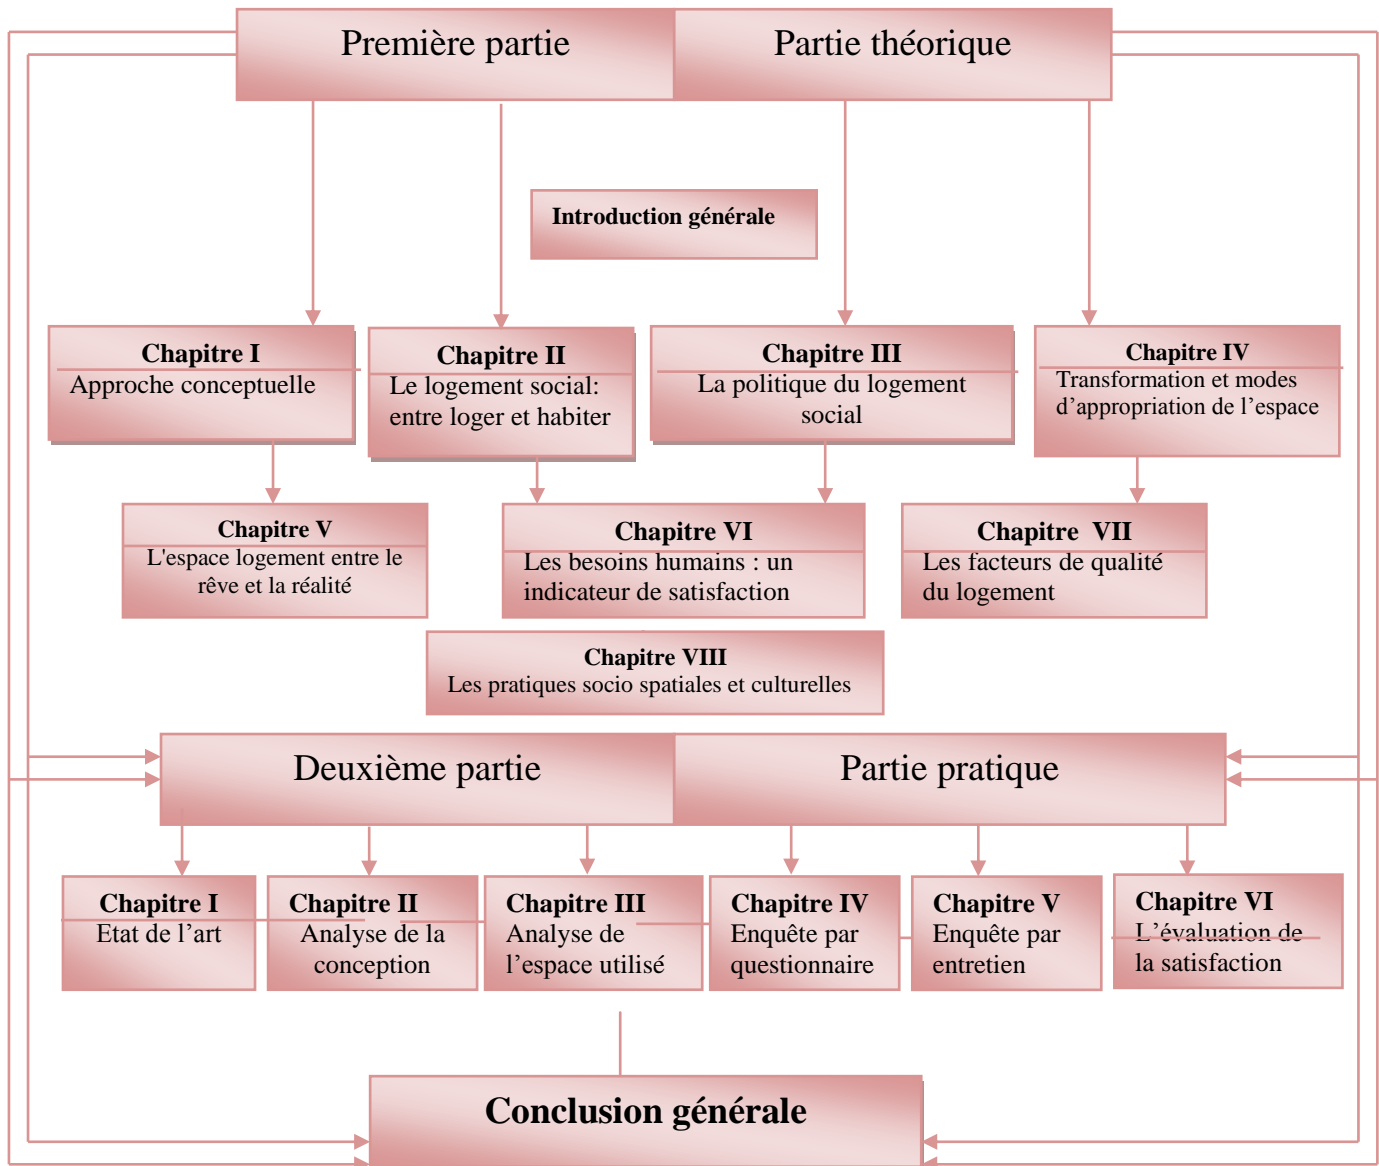 Première partie
Partie théorique
Introduction générale
Chapitre I
Approche conceptuelle
Chapitre II
Le logement social:
entre loger et habiter
Chapitre III
La politique du logement
social
Chapitre IV
Transformation et modes
d’appropriation de l’espace
Chapitre V
L'espace logement entre le
rêve et la réalité
Chapitre VI
Les besoins humains : un
indicateur de satisfaction
Chapitre VII
Les facteurs de qualité
du logement
Chapitre VIII
Les pratiques socio spatiales et culturelles
Deuxième partie
Partie pratique
Chapitre I
Etat de l’art
Chapitre II
Analyse de la
conception
Chapitre III
Analyse de
l’espace utilisé
Chapitre IV
Enquête par
questionnaire
Chapitre V
Enquête par
entretien
Chapitre VI
L’évaluation de
la satisfaction
Conclusion générale